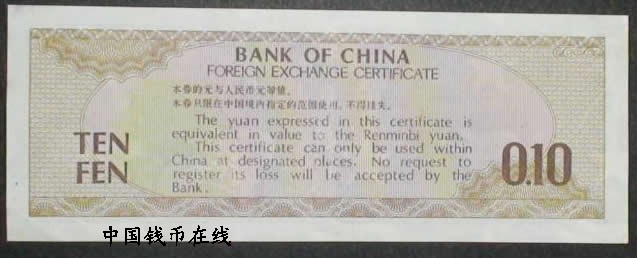 BANK OF CHINA
FOREIGN EXCHANGE CERTIFICATE
本券的元与人民币元等值。
本券只限在中国境内指定的范围使用，不得挂失。
The yuan expressed in this certificate is
equivalent in value to the Renminbi yuan.
This certificate can only be used within
China at designated places. No request to
register its loss will be accepted by the
Bank.
TEN
FEN
0.10
中国钱币在线